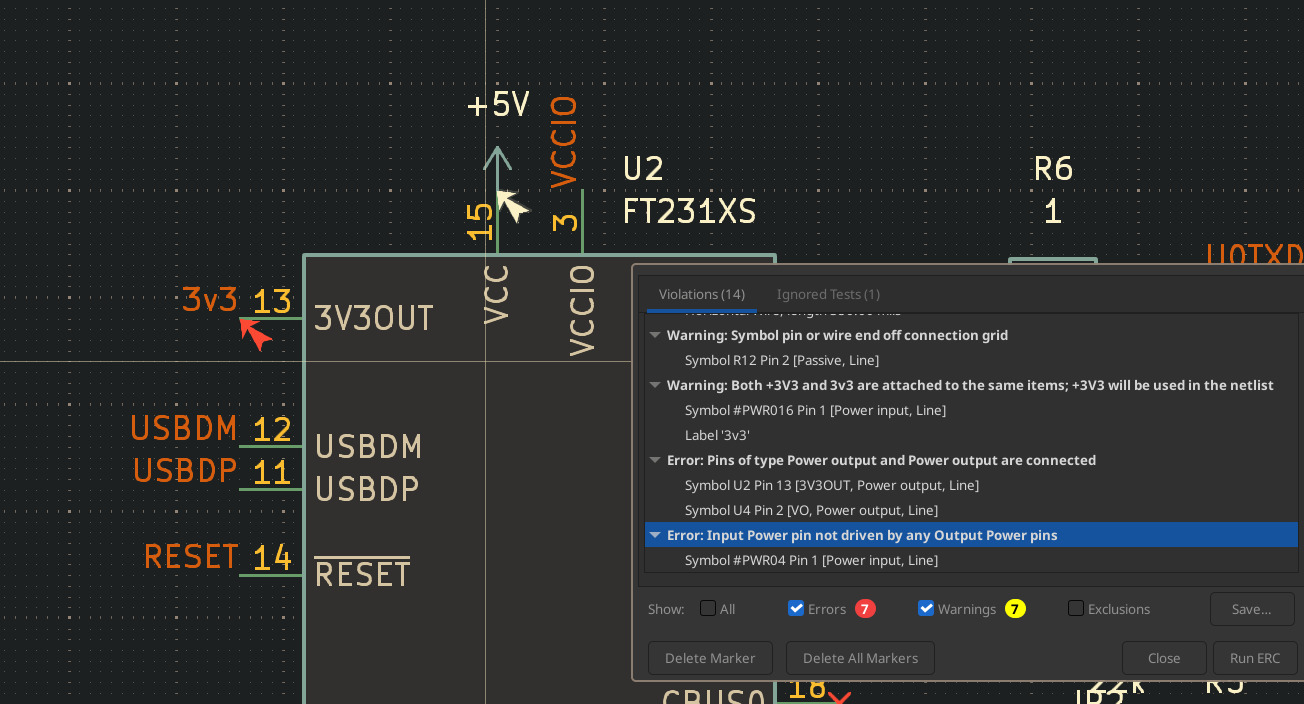 +5V
VCCIO
U2
FT231XS
R6
1
15
3
VCC
VCCIO
U0TXD
3v3
13
3V3OUT
USBDM
12
USBDM
USBDP
11
USBDP
RESET
14
RESET
Violations (14)
Ignored Tests (1)
Warning: Symbol pin or wire end off connection grid
Symbol R12 Pin 2 [Passive, Line]
Warning: Both +3V3 and 3v3 are attached to the same items; +3V3 will be used in the netlist
Symbol #PWR016 Pin 1 [Power input, Line]
Label '3v3'
Error: Pins of type Power output and Power output are connected
Symbol U2 Pin 13 [3V3OUT, Power output, Line]
Symbol U4 Pin 2 [VO, Power output, Line]
Error: Input Power pin not driven by any Output Power pins
Symbol #PWR04 Pin 1 [Power input, Line]
Show:
All
Errors
7
Warnings
7
Exclusions
Save...
Delete Marker
Delete All Markers
Close
Run ERC
CBUS0
18
22k